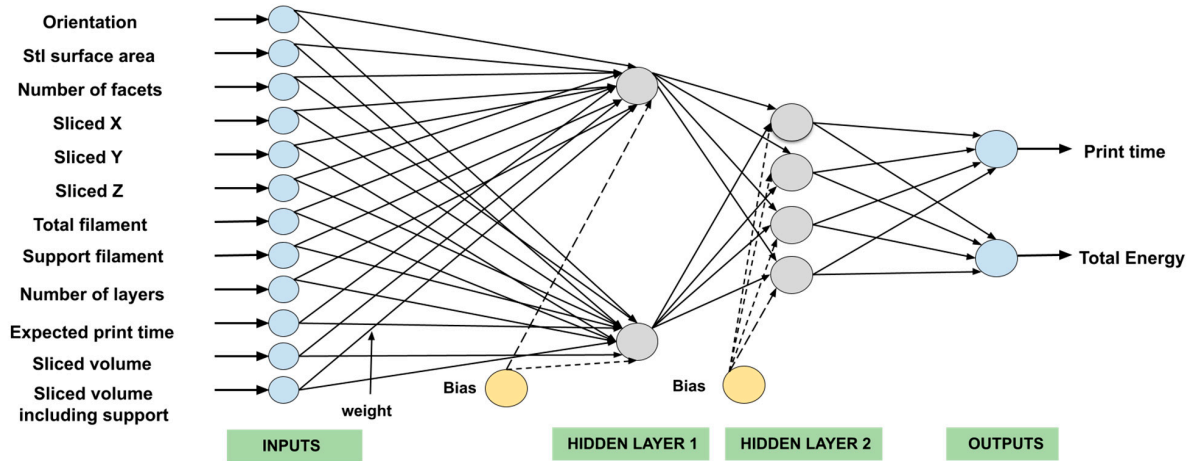 Orientation
Stl surface area
Number of facets
Sliced X
Sliced Y
Sliced Z
Total filament
Support filament
Number of layers
Expected print time
Sliced volume
Sliced volume
including support
weight
Bias
Bias
Print time
Total Energy
INPUTS
HIDDEN LAYER 1
HIDDEN LAYER 2
OUTPUTS